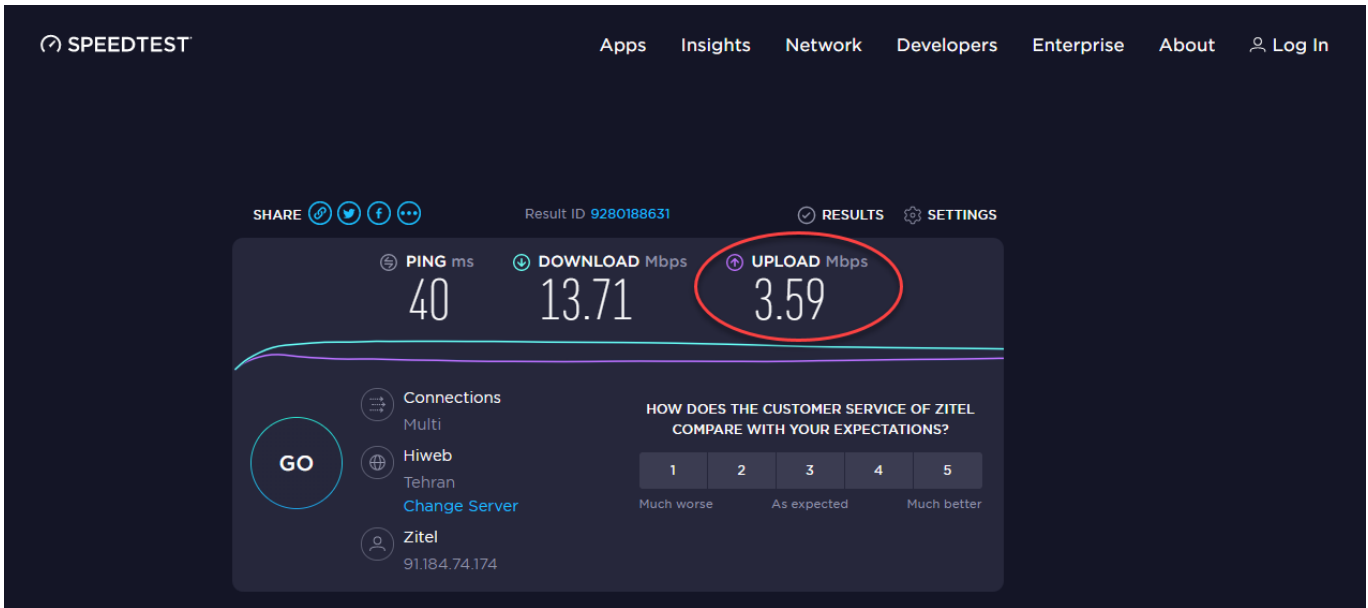 SPEEDTEST
Apps Insights Network Developers Enterprise About Log In
SHARE Result ID 9280188631 RESULTS SETTINGS
PING ms DOWNLOAD Mbps UPLOAD Mbps
40 13.71 3.59
Connections
Multi
Hiweb
Tehran
Change Server
Zitel
91.184.74.174
GO
HOW DOES THE CUSTOMER SERVICE OF ZITEL
COMPARE WITH YOUR EXPECTATIONS?
1 2 3 4 5
Much worse As expected Much better